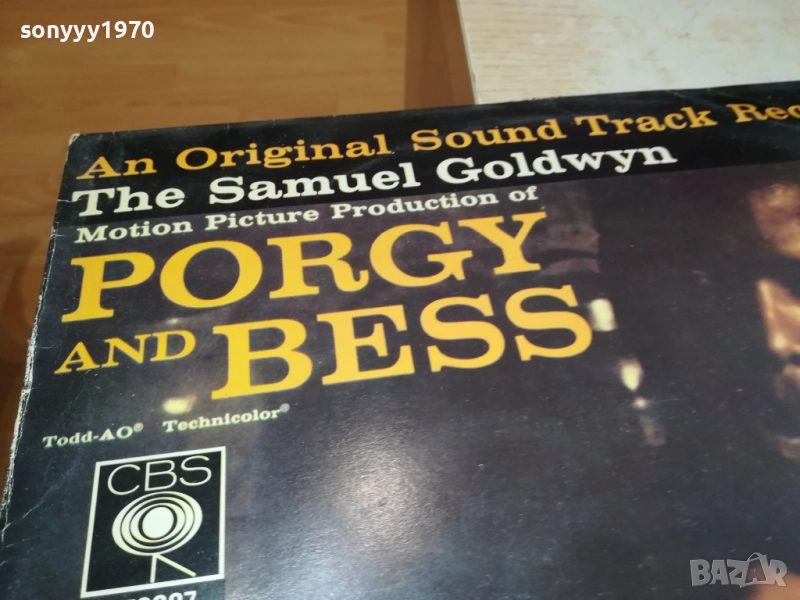 sonyyy1970
An Original Sound Track
The Samuel Goldwyn
Motion Picture Production of
PORGY
AND BESS
Todd-AO® Technicolor®
CBS
BAZAR